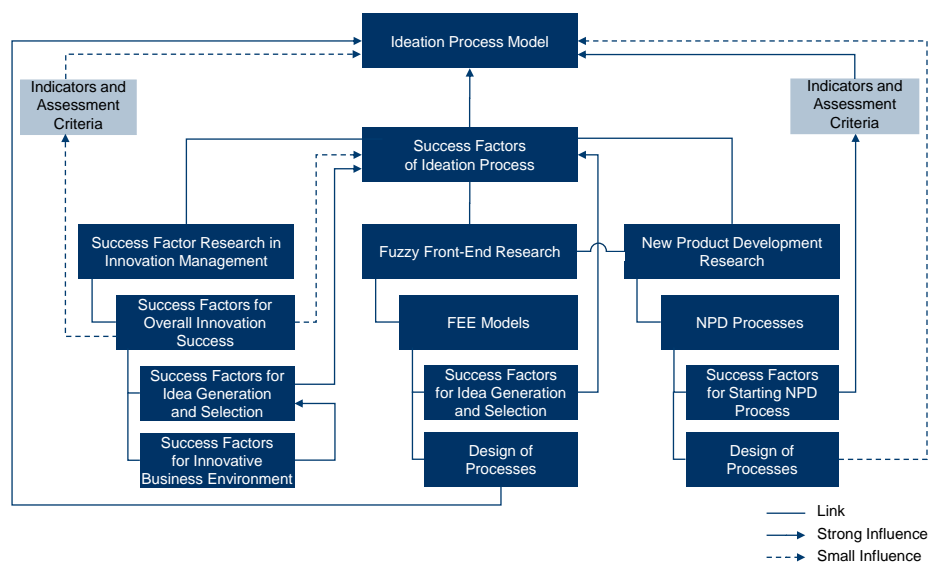 Ideation Process Model
Indicators and
Assessment
Criteria
Indicators and
Assessment
Criteria
Success Factors
of Ideation Process
Success Factor Research in
Innovation Management
Fuzzy Front-End Research
New Product Development
Research
Success Factors for
Overall Innovation
Success
FEE Models
NPD Processes
Success Factors for
Idea Generation
and Selection
Success Factors
for Idea Generation
and Selection
Success Factors
for Starting NPD
Process
Success Factors
for Innovative
Business Environment
Design of
Processes
Design of
Processes
Link
Strong Influence
Small Influence